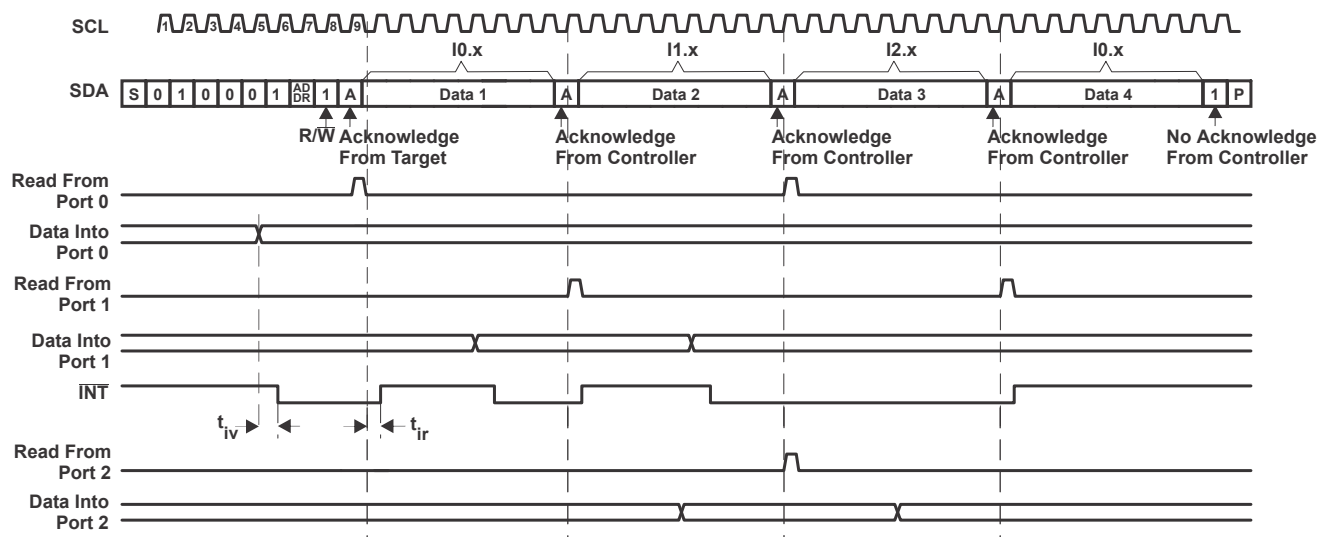 SCL
1 2 3 4 5 6 7 8 9
I0.x I1.x I2.x I0.x
SDA
S 0 1 0 0 0 1 AD DR 1 A Data 1 A Data 2 A Data 3 A Data 4 1 P
R/W̅
Acknowledge
From Target
Acknowledge
From Controller
Acknowledge
From Controller
Acknowledge
From Controller
No Acknowledge
From Controller
Read From
Port 0
Data Into
Port 0
Read From
Port 1
Data Into
Port 1
I̅N̅T̅
tiv
tir
Read From
Port 2
Data Into
Port 2